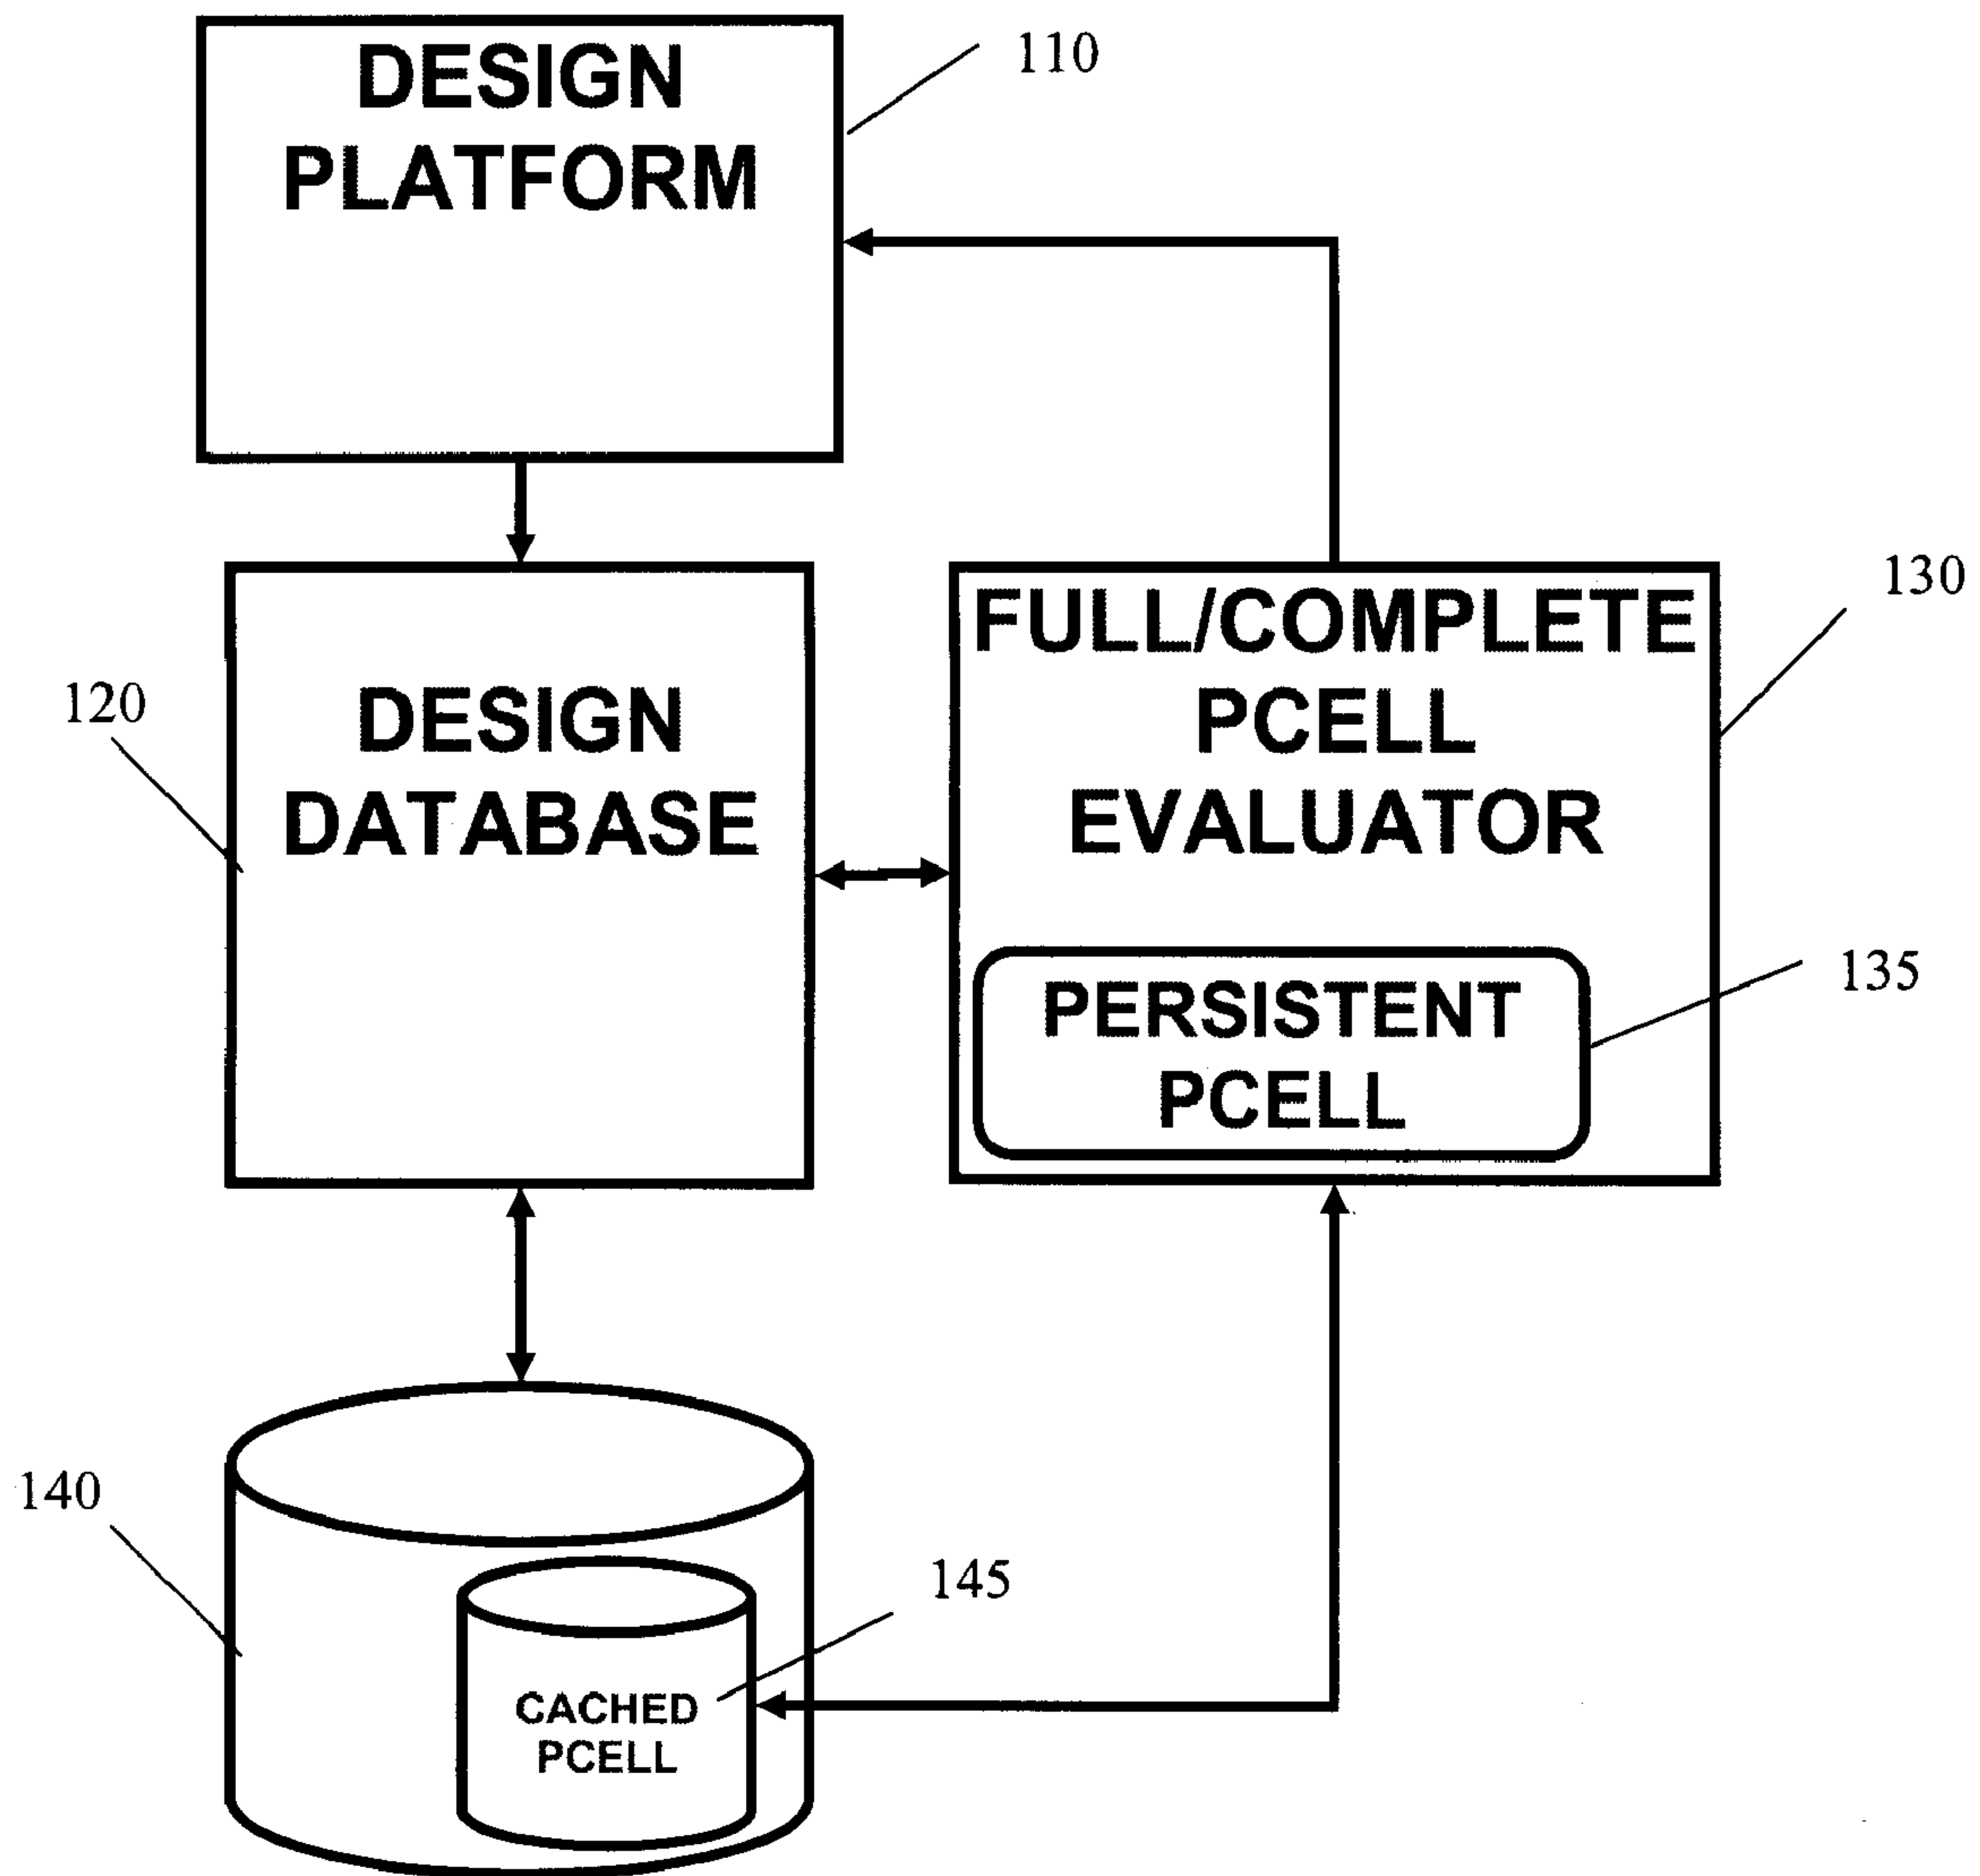 DESIGN
PLATFORM
110
FULL/COMPLETE
PCELL
EVALUATOR
130
120
DESIGN
DATABASE
PERSISTENT
PCELL
135
140
145
CACHED
PCELL